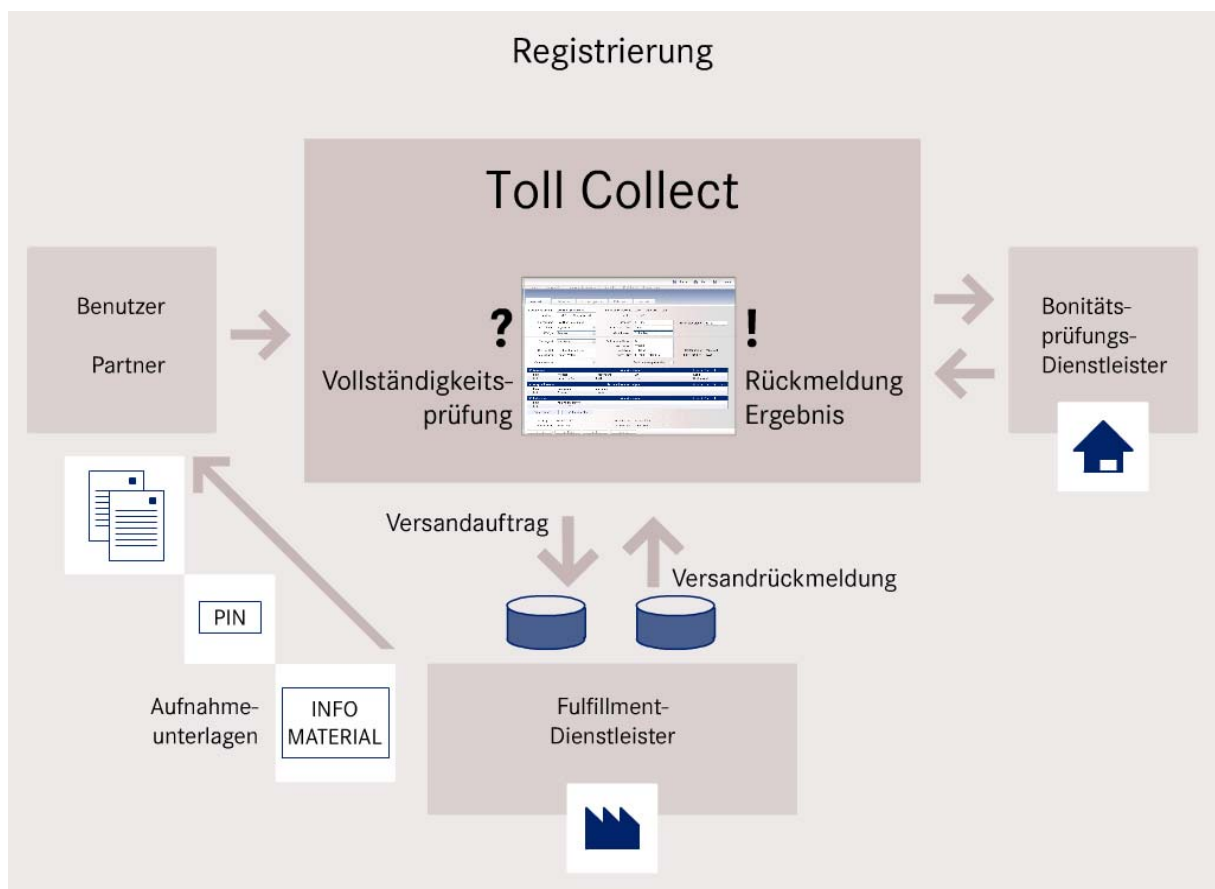 Registrierung
Toll Collect
Benutzer
Partner
?
Vollständigkeits-
prüfung
!
Rückmeldung
Ergebnis
Bonitäts-
prüfungs-
Dienstleister
Versandauftrag
Versandrückmeldung
PIN
Aufnahme-
unterlagen
INFO
MATERIAL
Fulfillment-
Dienstleister